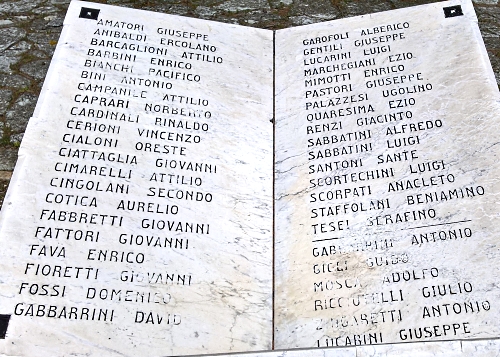 AMATORI GIUSEPPE
ANIBALDI ERCOLANO
BARCAGLIONI ATTILIO
BARBINI ENRICO
BIANCHI PACIFICO
BINI ANTONIO
CAMPANILE ATTILIO
CAPRARI NORBERTO
CARDINALI RINALDO
CERIONI VINCENZO
CIALONI ORESTE
CIATTAGLIA GIOVANNI
CIMARELLI ATTILIO
CINGOLANI SECONDO
COTICA AURELIO
FABBRETTI GIOVANNI
FATTORI GIOVANNI
FAVA ENRICO
FIORETTI GIOVANNI
FOSSI DOMENICO
GABBARRINI DAVID
GAROFOLI ALBERICO
GENTILI GIUSEPPE
LUCARINI LUIGI
MARCHEGIANI EZIO
MIMOTTI ENRICO
PASTORI GIUSEPPE
PALAZZESI UGOLINO
QUARESIMA EZIO
RENZI GIACINTO
SABBATINI ALFREDO
SABBATINI LUIGI
SANTONI SANTE
SCORTECHINI LUIGI
SCORPATI ANACLETO
STAFFOLANI BENIAMINO
TESEI SERAFINO
ANTONIO
GIGLI GUIDO
MOSCA ADOLFO
GIULIO
ANTONIO
LUCARINI GIUSEPPE